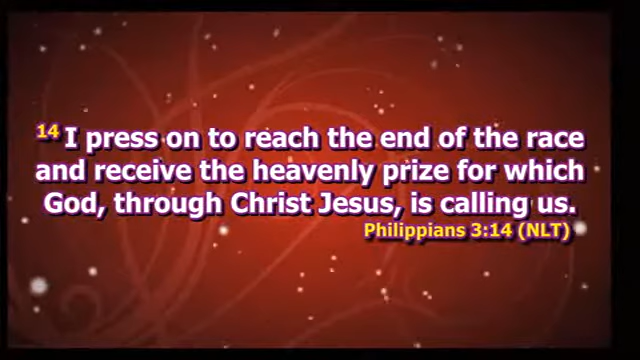 14 I press on to reach the end of the race
and receive the heavenly prize for which
God, through Christ Jesus, is calling us.
Philippians 3:14 (NLT)